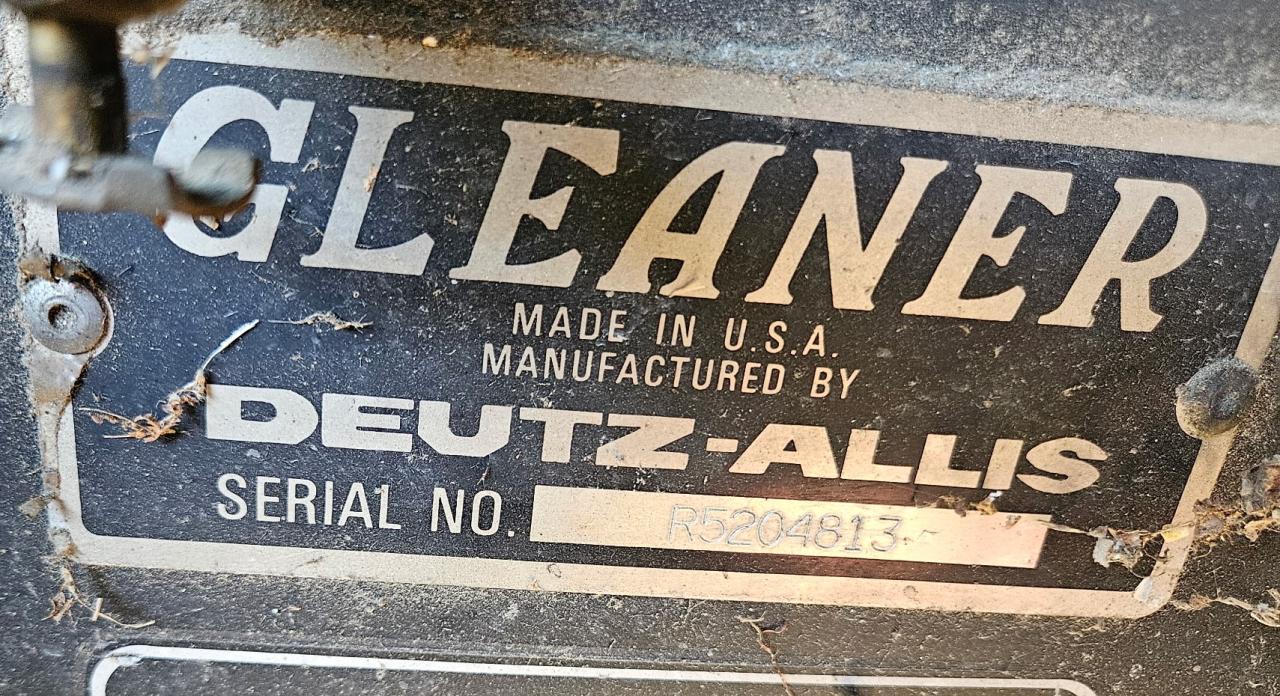 GLEANER
MADE IN U.S.A.
MANUFACTURED BY
DEUTZ-ALLIS
SERIAL NO. R5204813